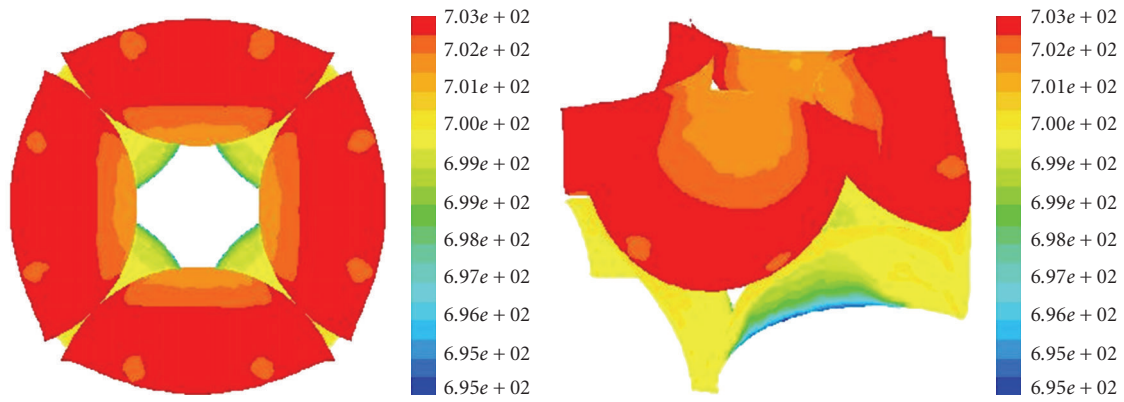 7.03e + 02
7.02e + 02
7.01e + 02
7.00e + 02
6.99e + 02
6.99e + 02
6.98e + 02
6.97e + 02
6.96e + 02
6.95e + 02
6.95e + 02
7.03e + 02
7.02e + 02
7.01e + 02
7.00e + 02
6.99e + 02
6.99e + 02
6.98e + 02
6.97e + 02
6.96e + 02
6.95e + 02
6.95e + 02